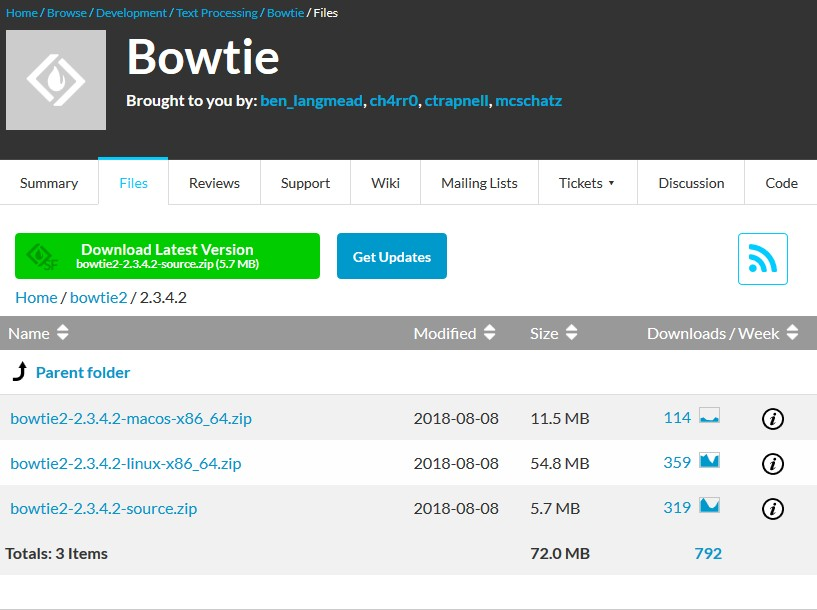 Home / Browse / Development / Text Processing / Bowtie / Files
Bowtie
Brought to you by: ben_langmead, ch4rr0, ctrapnell, mcschatz
Summary Files Reviews Support Wiki Mailing Lists Tickets Discussion Code
Download Latest Version
bowtie2-2.3.4.2-source.zip (5.7 MB)
Get Updates
Home / bowtie2 / 2.3.4.2
Name Modified Size Downloads / Week
Parent folder
bowtie2-2.3.4.2-macos-x86_64.zip 2018-08-08 11.5 MB 114
bowtie2-2.3.4.2-linux-x86_64.zip 2018-08-08 54.8 MB 359
bowtie2-2.3.4.2-source.zip 2018-08-08 5.7 MB 319
Totals: 3 Items 72.0 MB 792